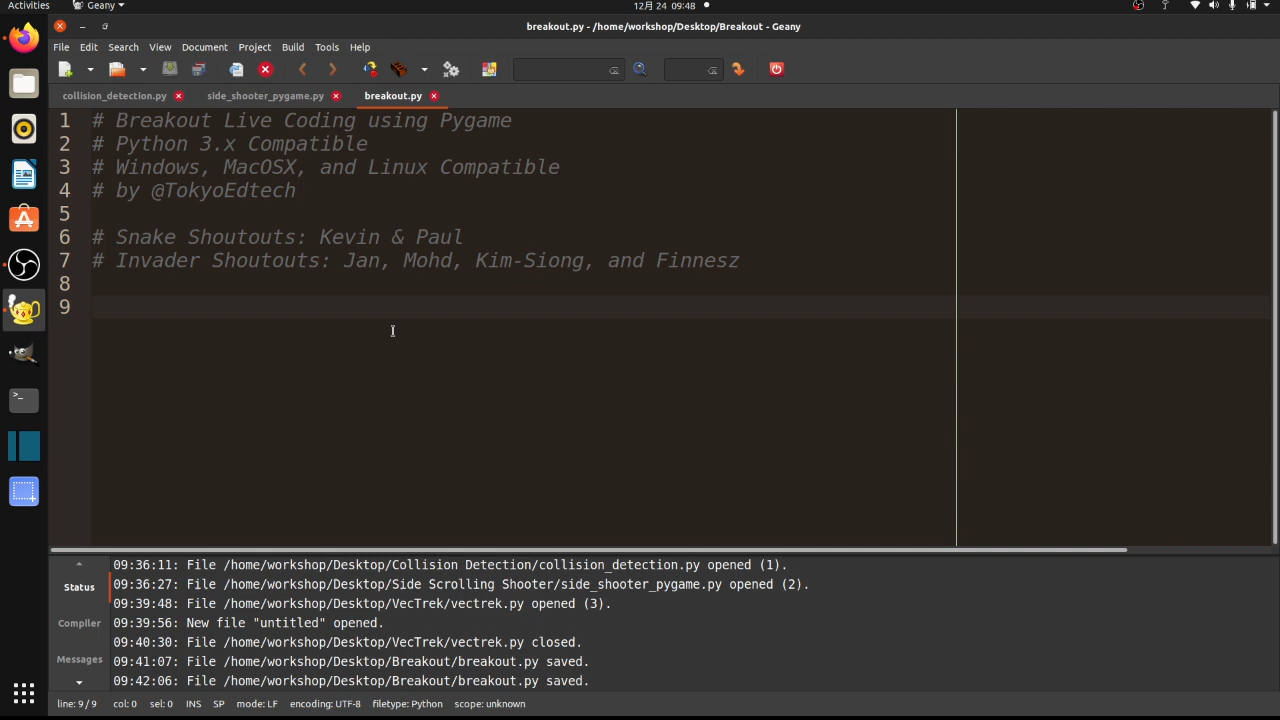 Activities Geany 12月 24 09:48
breakout.py - /home/workshop/Desktop/Breakout - Geany
File Edit Search View Document Project Build Tools Help
collision_detection.py side_shooter_pygame.py breakout.py
1 # Breakout Live Coding using Pygame
2 # Python 3.x Compatible
3 # Windows, MacOSX, and Linux Compatible
4 # by @TokyoEdtech
5
6 # Snake Shoutouts: Kevin & Paul
7 # Invader Shoutouts: Jan, Mohd, Kim-Siong, and Finnesz
8
9
Status
Compiler
Messages
09:36:11: File /home/workshop/Desktop/Collision Detection/collision_detection.py opened (1).
09:36:27: File /home/workshop/Desktop/Side Scrolling Shooter/side_shooter_pygame.py opened (2).
09:39:48: File /home/workshop/Desktop/VecTrek/vectrek.py opened (3).
09:39:56: New file "untitled" opened.
09:40:30: File /home/workshop/Desktop/VecTrek/vectrek.py closed.
09:41:07: File /home/workshop/Desktop/Breakout/breakout.py saved.
09:42:06: File /home/workshop/Desktop/Breakout/breakout.py saved.
line: 9 / 9 col: 0 sel: 0 INS SP mode: LF encoding: UTF-8 filetype: Python scope: unknown